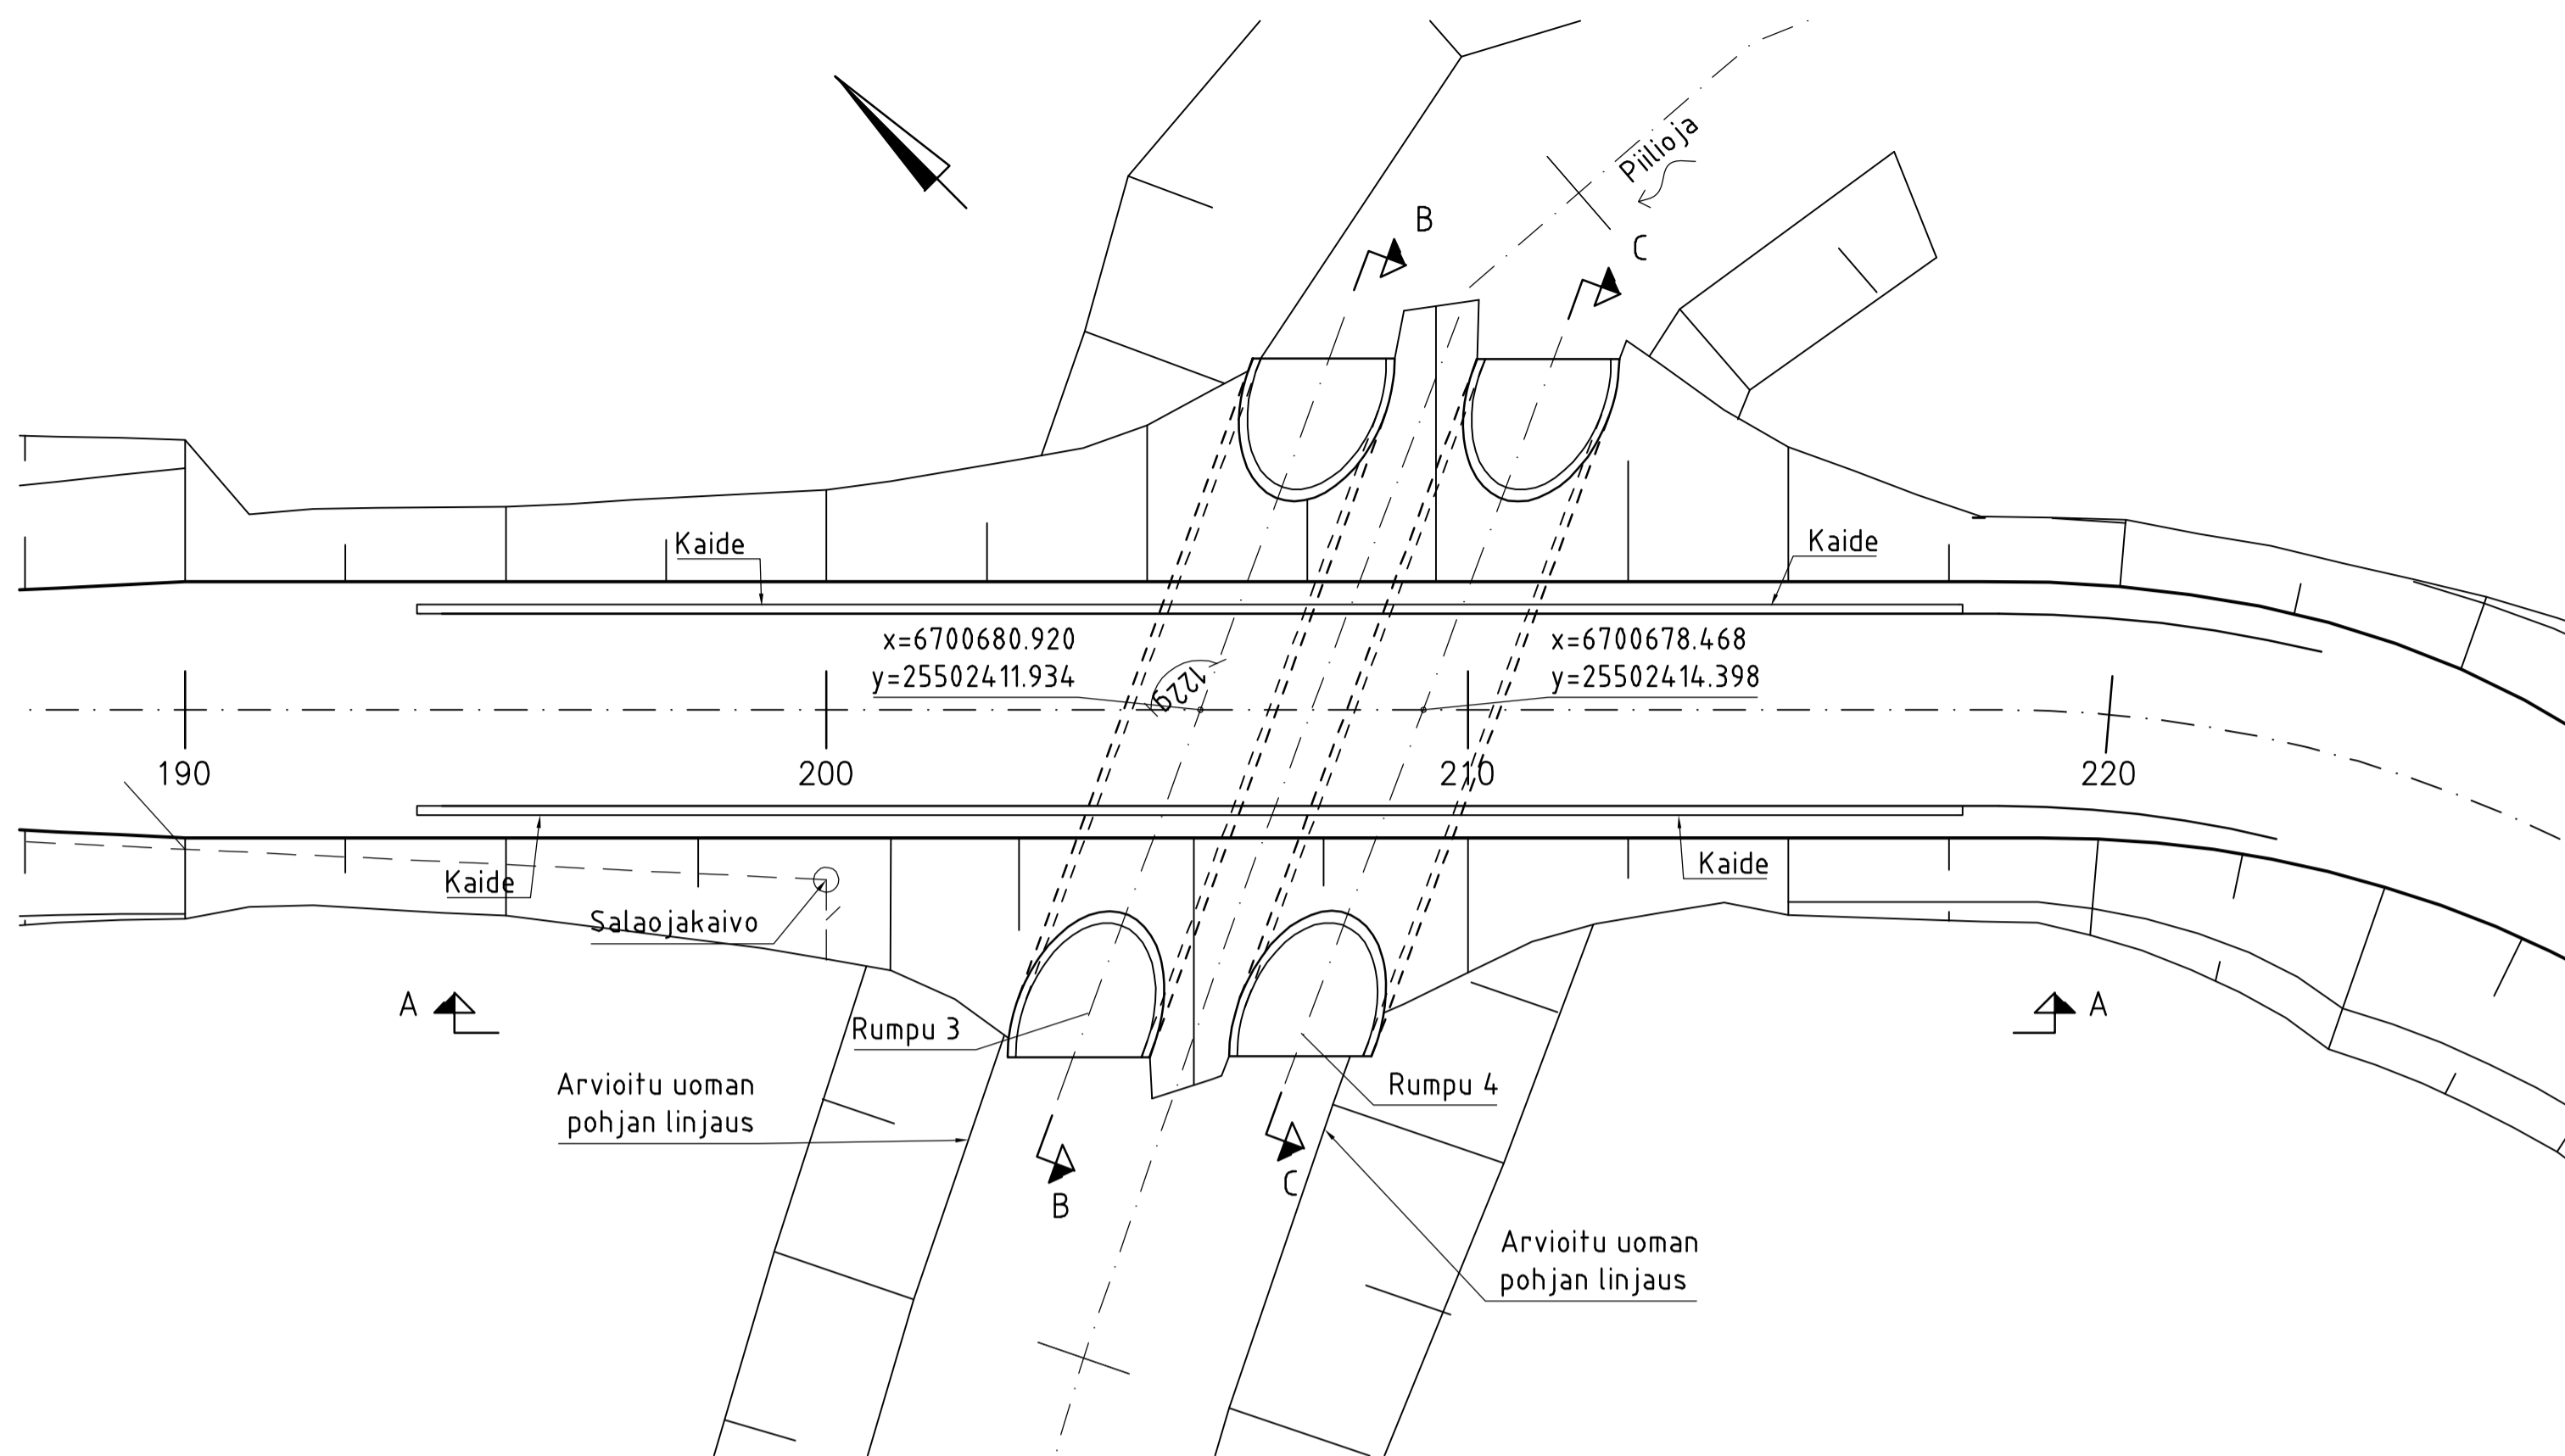 Piilioja
B
C
Kaide
Kaide
x=6700680.920
y=25502411.934
x=6700678.468
y=25502414.398
122g
190
200
210
220
Kaide
Kaide
Salaojakaivo
A
A
Rumpu 3
Rumpu 4
Arvioitu uoman
pohjan linjaus
B
C
Arvioitu uoman
pohjan linjaus